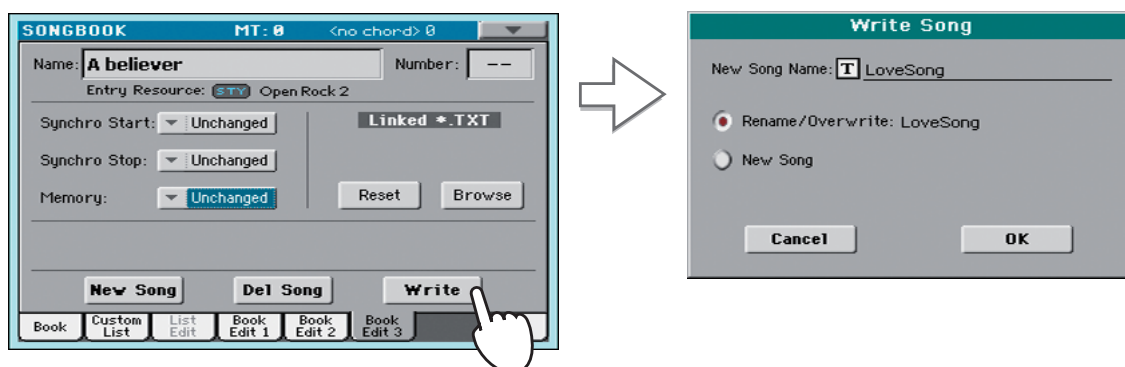 SONGBOOK MT: 0 <no chord> 0
Name: A believer Number: --
Entry Resource: STY Open Rock 2
Synchro Start: Unchanged Linked *.TXT
Synchro Stop: Unchanged
Memory: Unchanged Reset Browse
New Song Del Song Write
Book Custom List List Edit Book Edit 1 Book Edit 2 Book Edit 3
Write Song
New Song Name: T LoveSong
Rename/Overwrite: LoveSong
New Song
Cancel OK